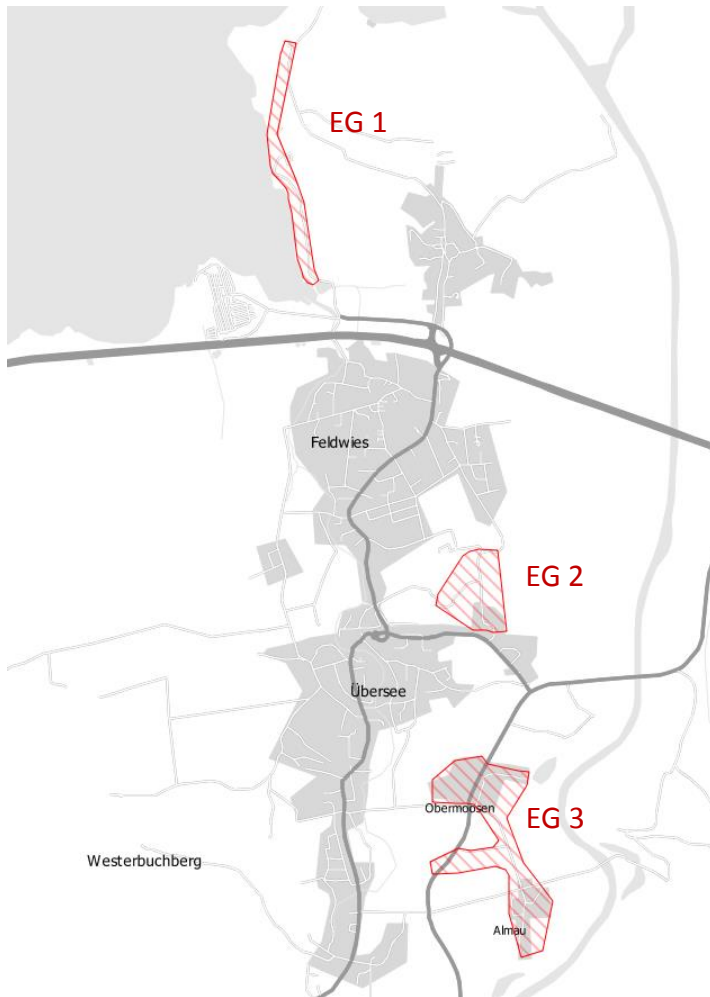 EG 1
Feldwies
EG 2
Übersee
Obermoosen
EG 3
Westerbuchberg
Almau